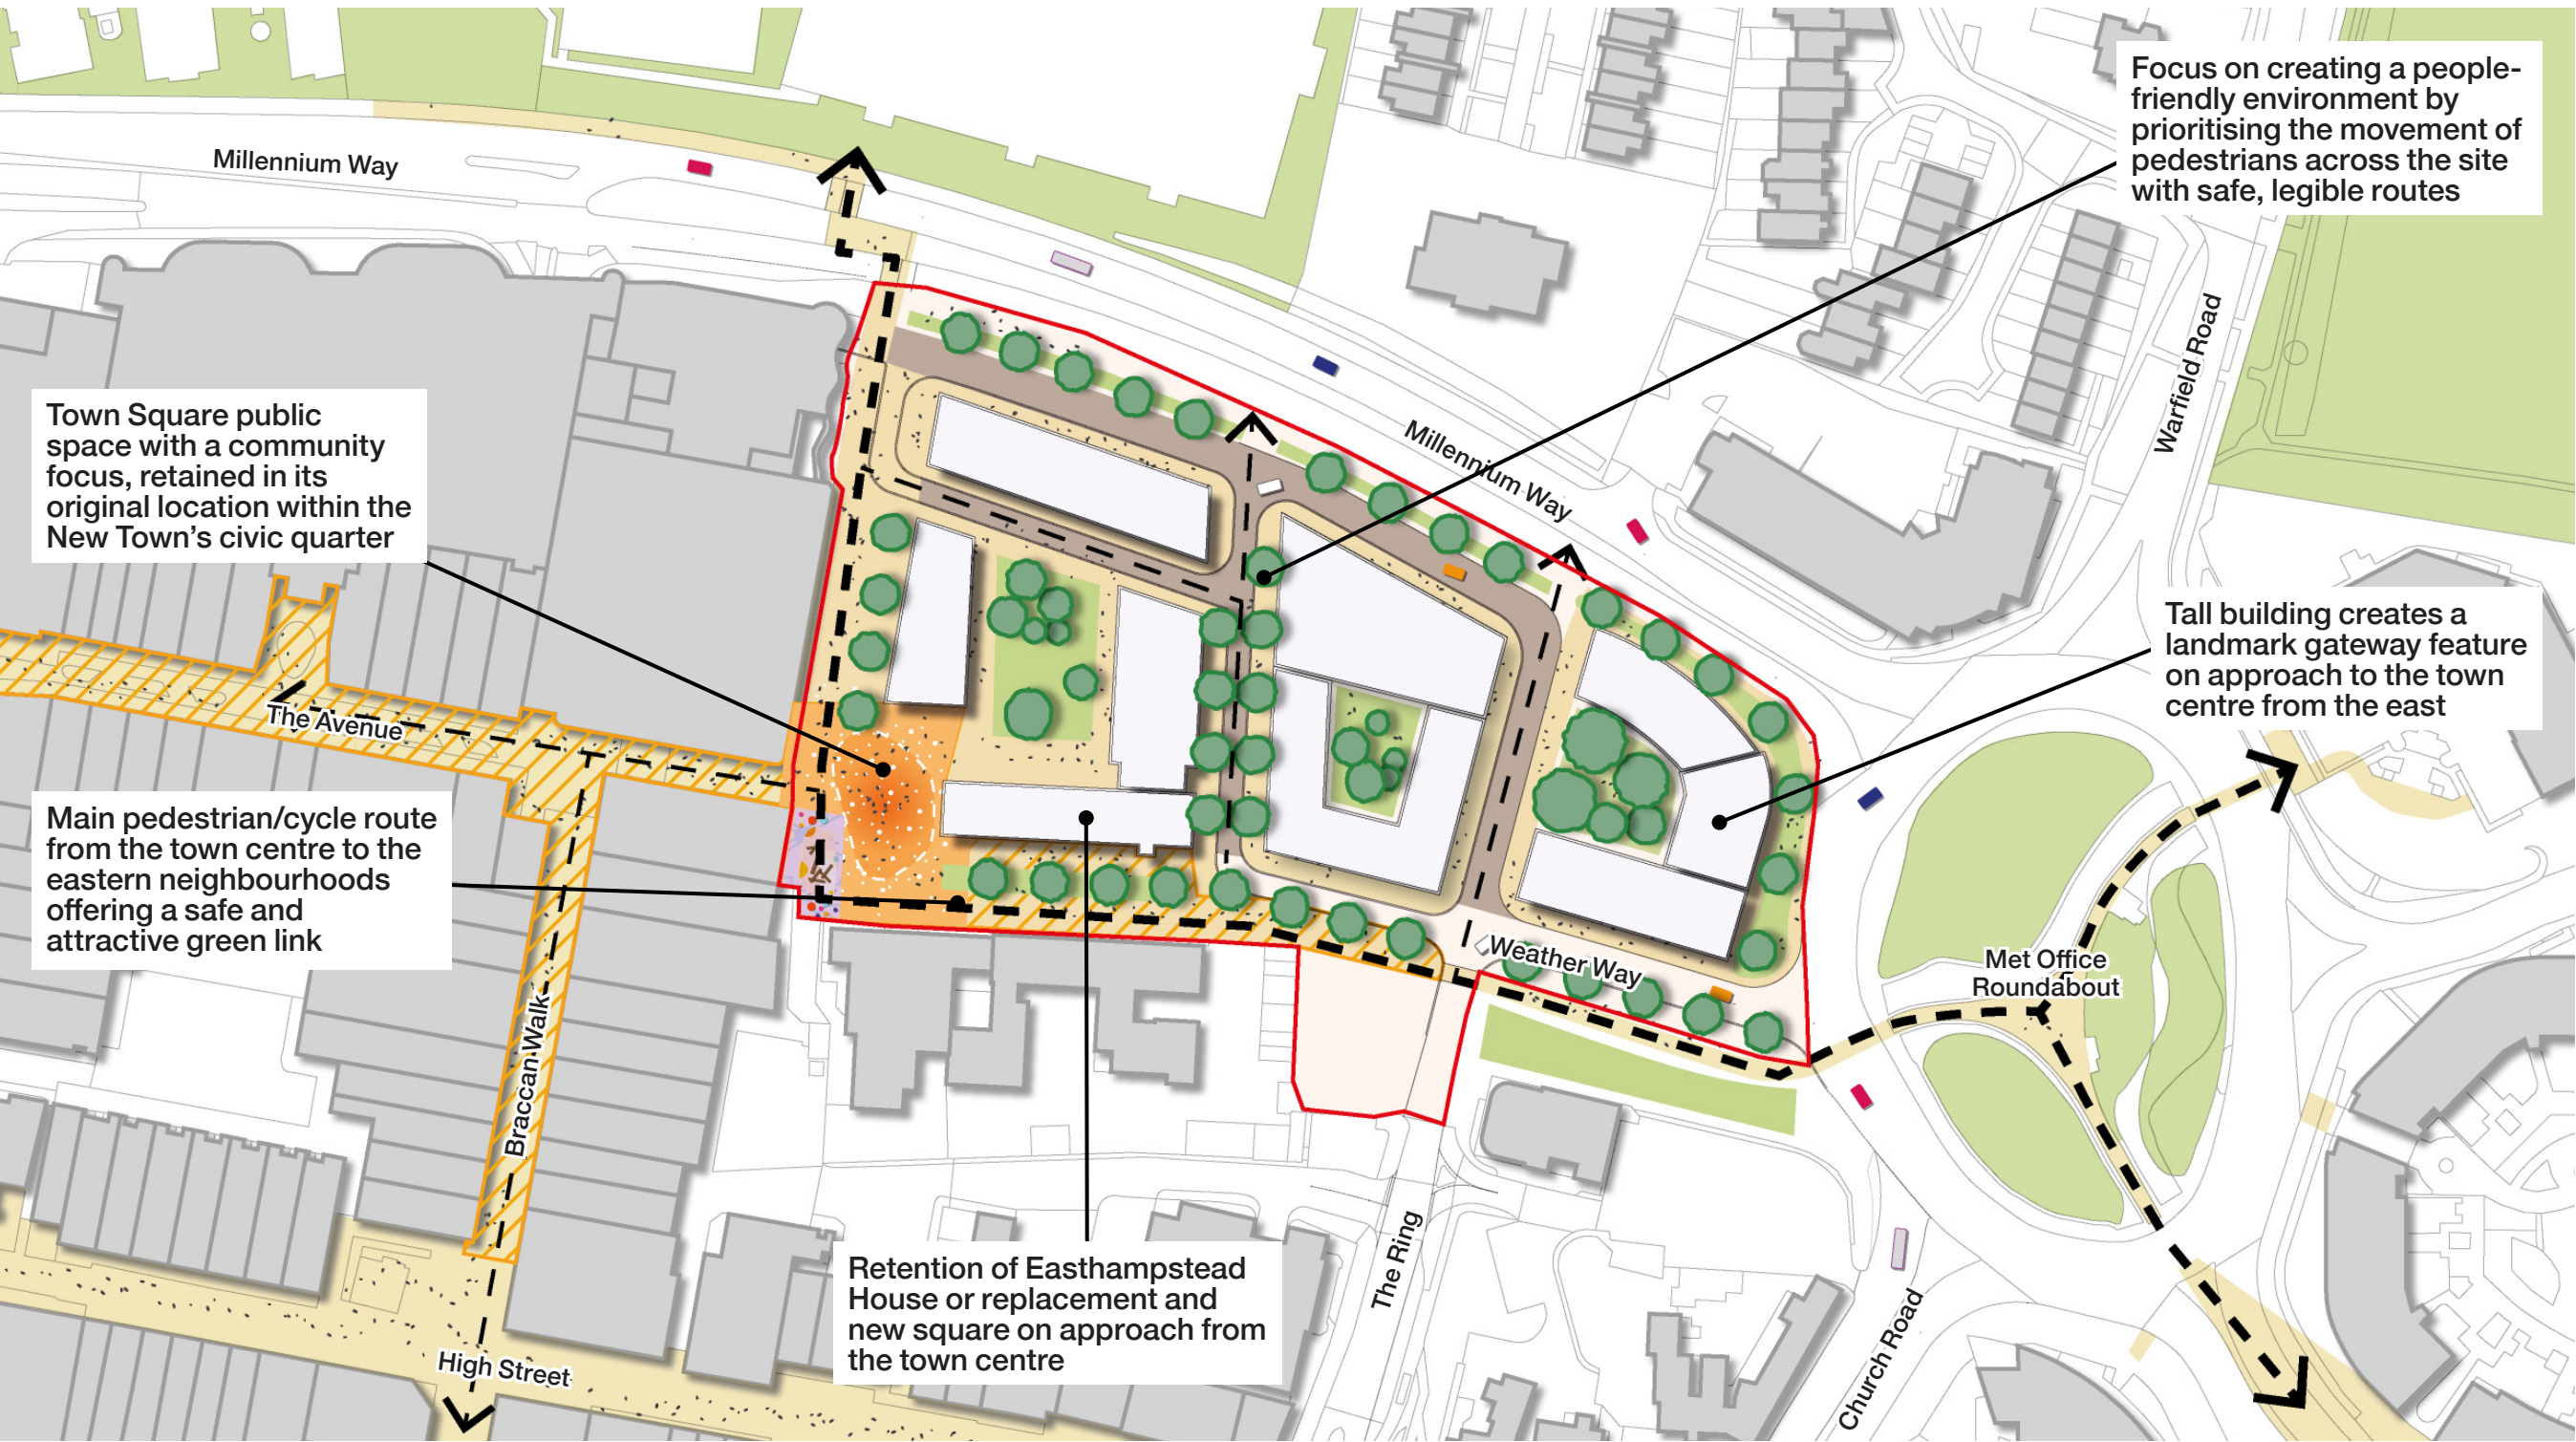 Focus on creating a people-
friendly environment by
prioritising the movement of
pedestrians across the site
with safe, legible routes
Millennium Way
Warfield Road
Town Square public
space with a community
focus, retained in its
original location within the
New Town's civic quarter
Millennium Way
Tall building creates a
landmark gateway feature
on approach to the town
centre from the east
The Avenue
Main pedestrian/cycle route
from the town centre to the
eastern neighbourhoods
offering a safe and
attractive green link
Weather Way
Met Office
Roundabout
Braccan Walk
Retention of Easthampstead
House or replacement and
new square on approach from
the town centre
The Ring
Church Road
High Street